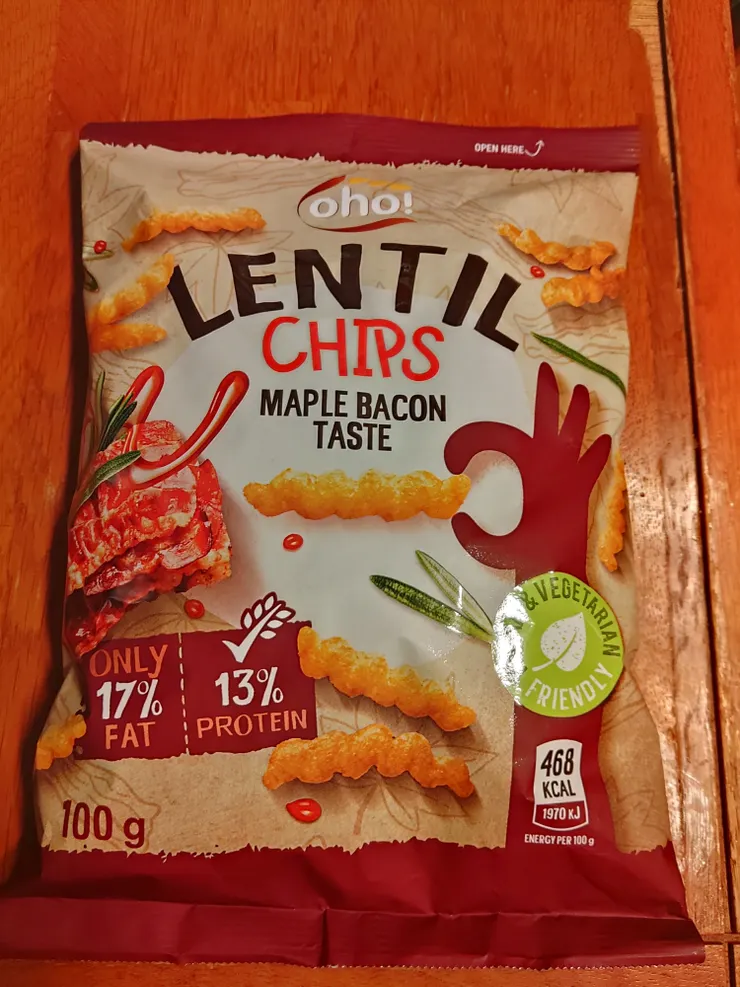 OPEN HERE
oho!
LENTIL
CHIPS
MAPLE BACON
TASTE
& VEGETARIAN
FRIENDLY
ONLY
17%
FAT
13%
PROTEIN
468
KCAL
1970 KJ
ENERGY PER 100 g
100 g